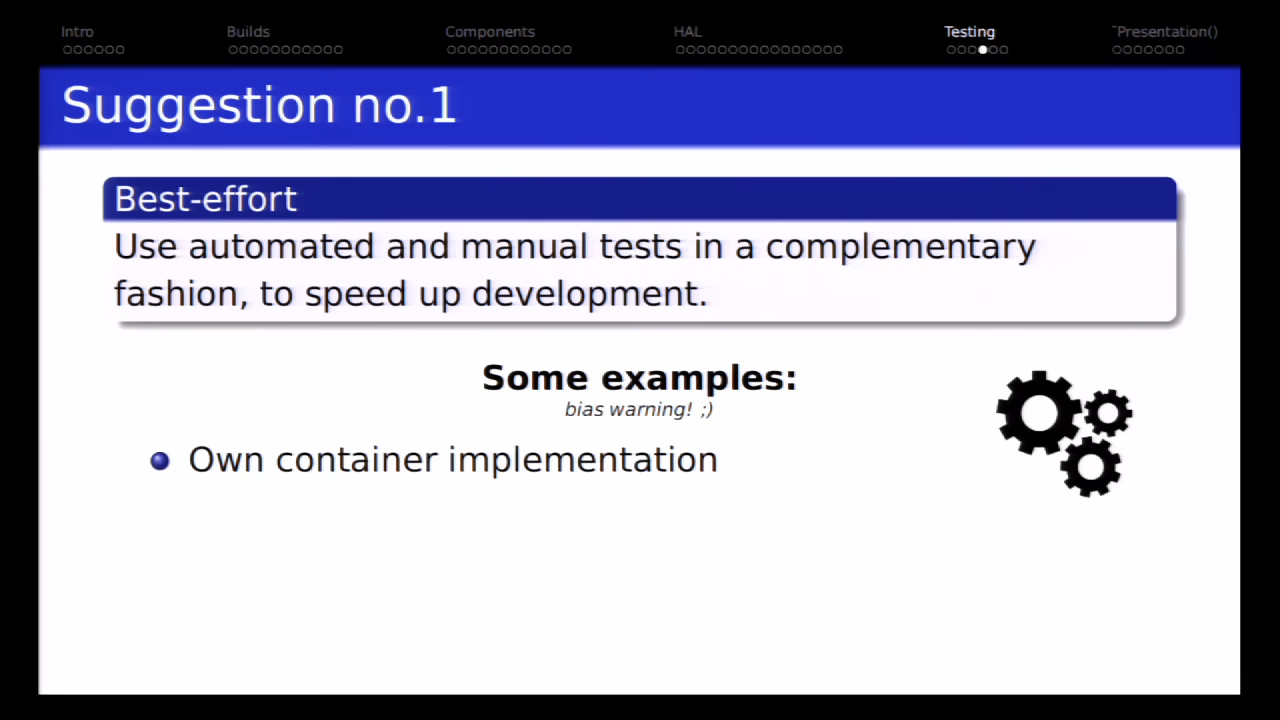 Intro Builds Components HAL Testing ~Presentation()
Suggestion no.1
Best-effort
Use automated and manual tests in a complementary
fashion, to speed up development.
Some examples:
bias warning! ;)
Own container implementation